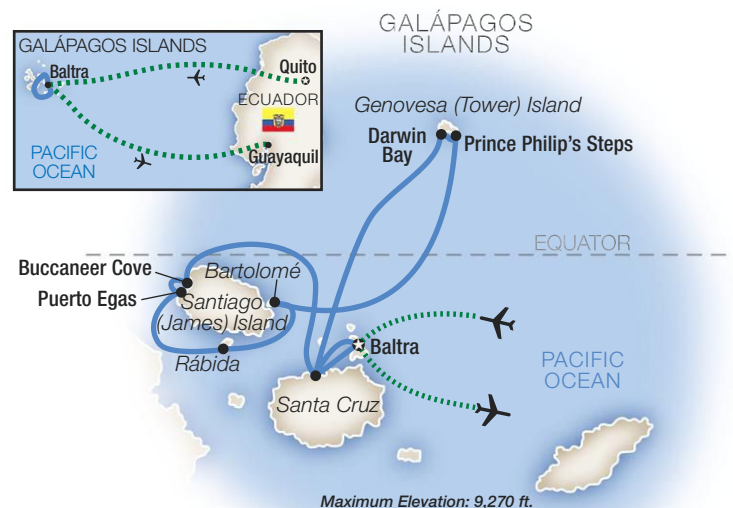 GALÁPAGOS ISLANDS
Baltra
Quito
ECUADOR
Guayaquil
PACIFIC
OCEAN
GALÁPAGOS
ISLANDS
Genovesa (Tower) Island
Darwin
Bay
Prince Philip's Steps
EQUATOR
Buccaneer Cove
Bartolomé
Puerto Egas
Santiago
(James) Island
Rábida
Baltra
PACIFIC
OCEAN
Santa Cruz
Maximum Elevation: 9,270 ft.